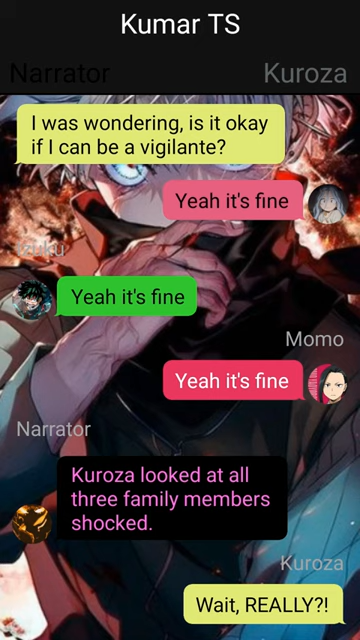 Kumar TS
Narrator
Kuroza
I was wondering, is it okay
if I can be a vigilante?
Yeah it's fine
Izuku
Yeah it's fine
Momo
Yeah it's fine
Narrator
Kuroza looked at all
three family members
shocked.
Kuroza
Wait, REALLY?!